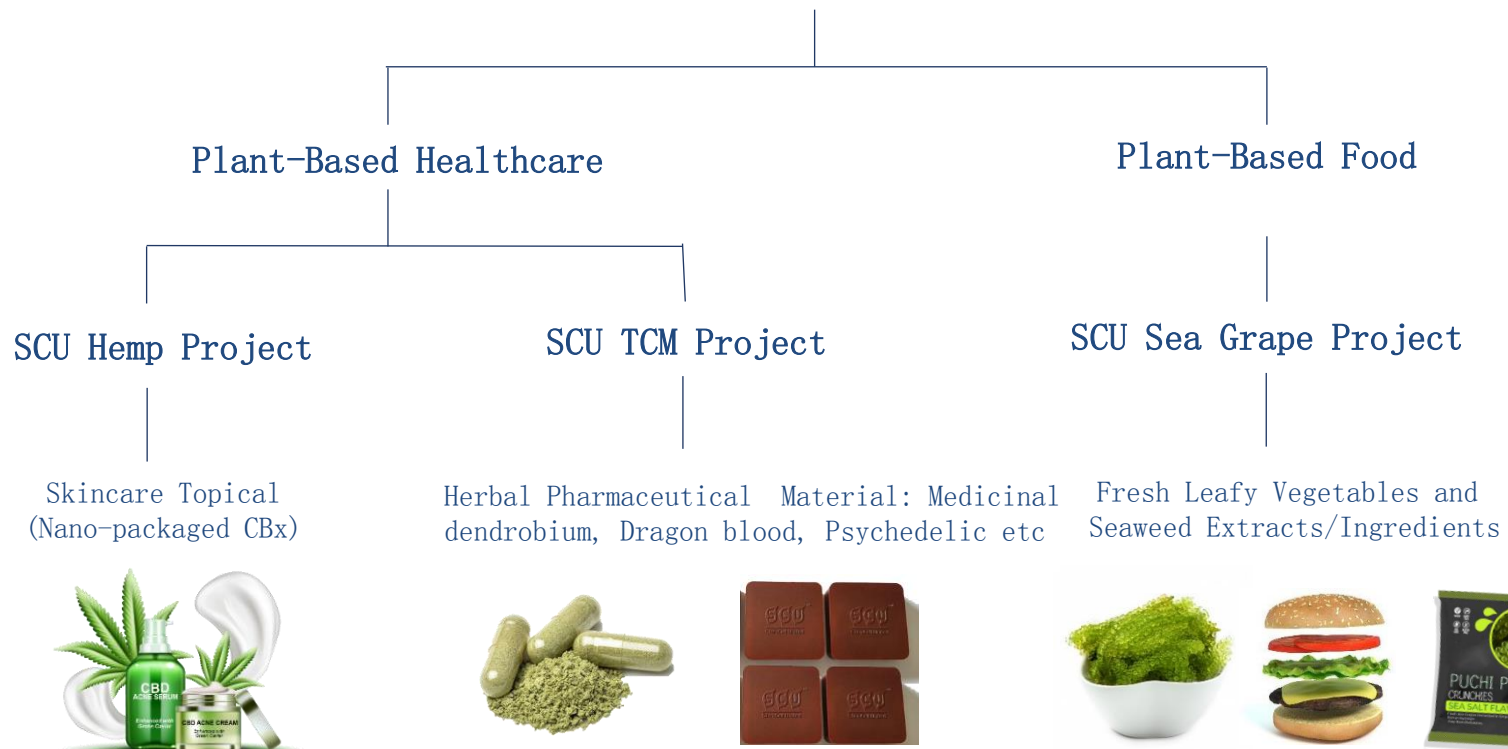 Plant-Based Healthcare
Plant-Based Food
SCU Hemp Project
SCU TCM Project
SCU Sea Grape Project
Skincare Topical
(Nano-packaged CBx)
Herbal Pharmaceutical Material: Medicinal
dendrobium, Dragon blood, Psychedelic etc
Fresh Leafy Vegetables and
Seaweed Extracts/Ingredients
CBD
ACNE SERUM
CBD ACNE CREAM
SCU
SCU
SCU
SCU
PUCHI P
CRUNCHIES
SEA SALT FLA